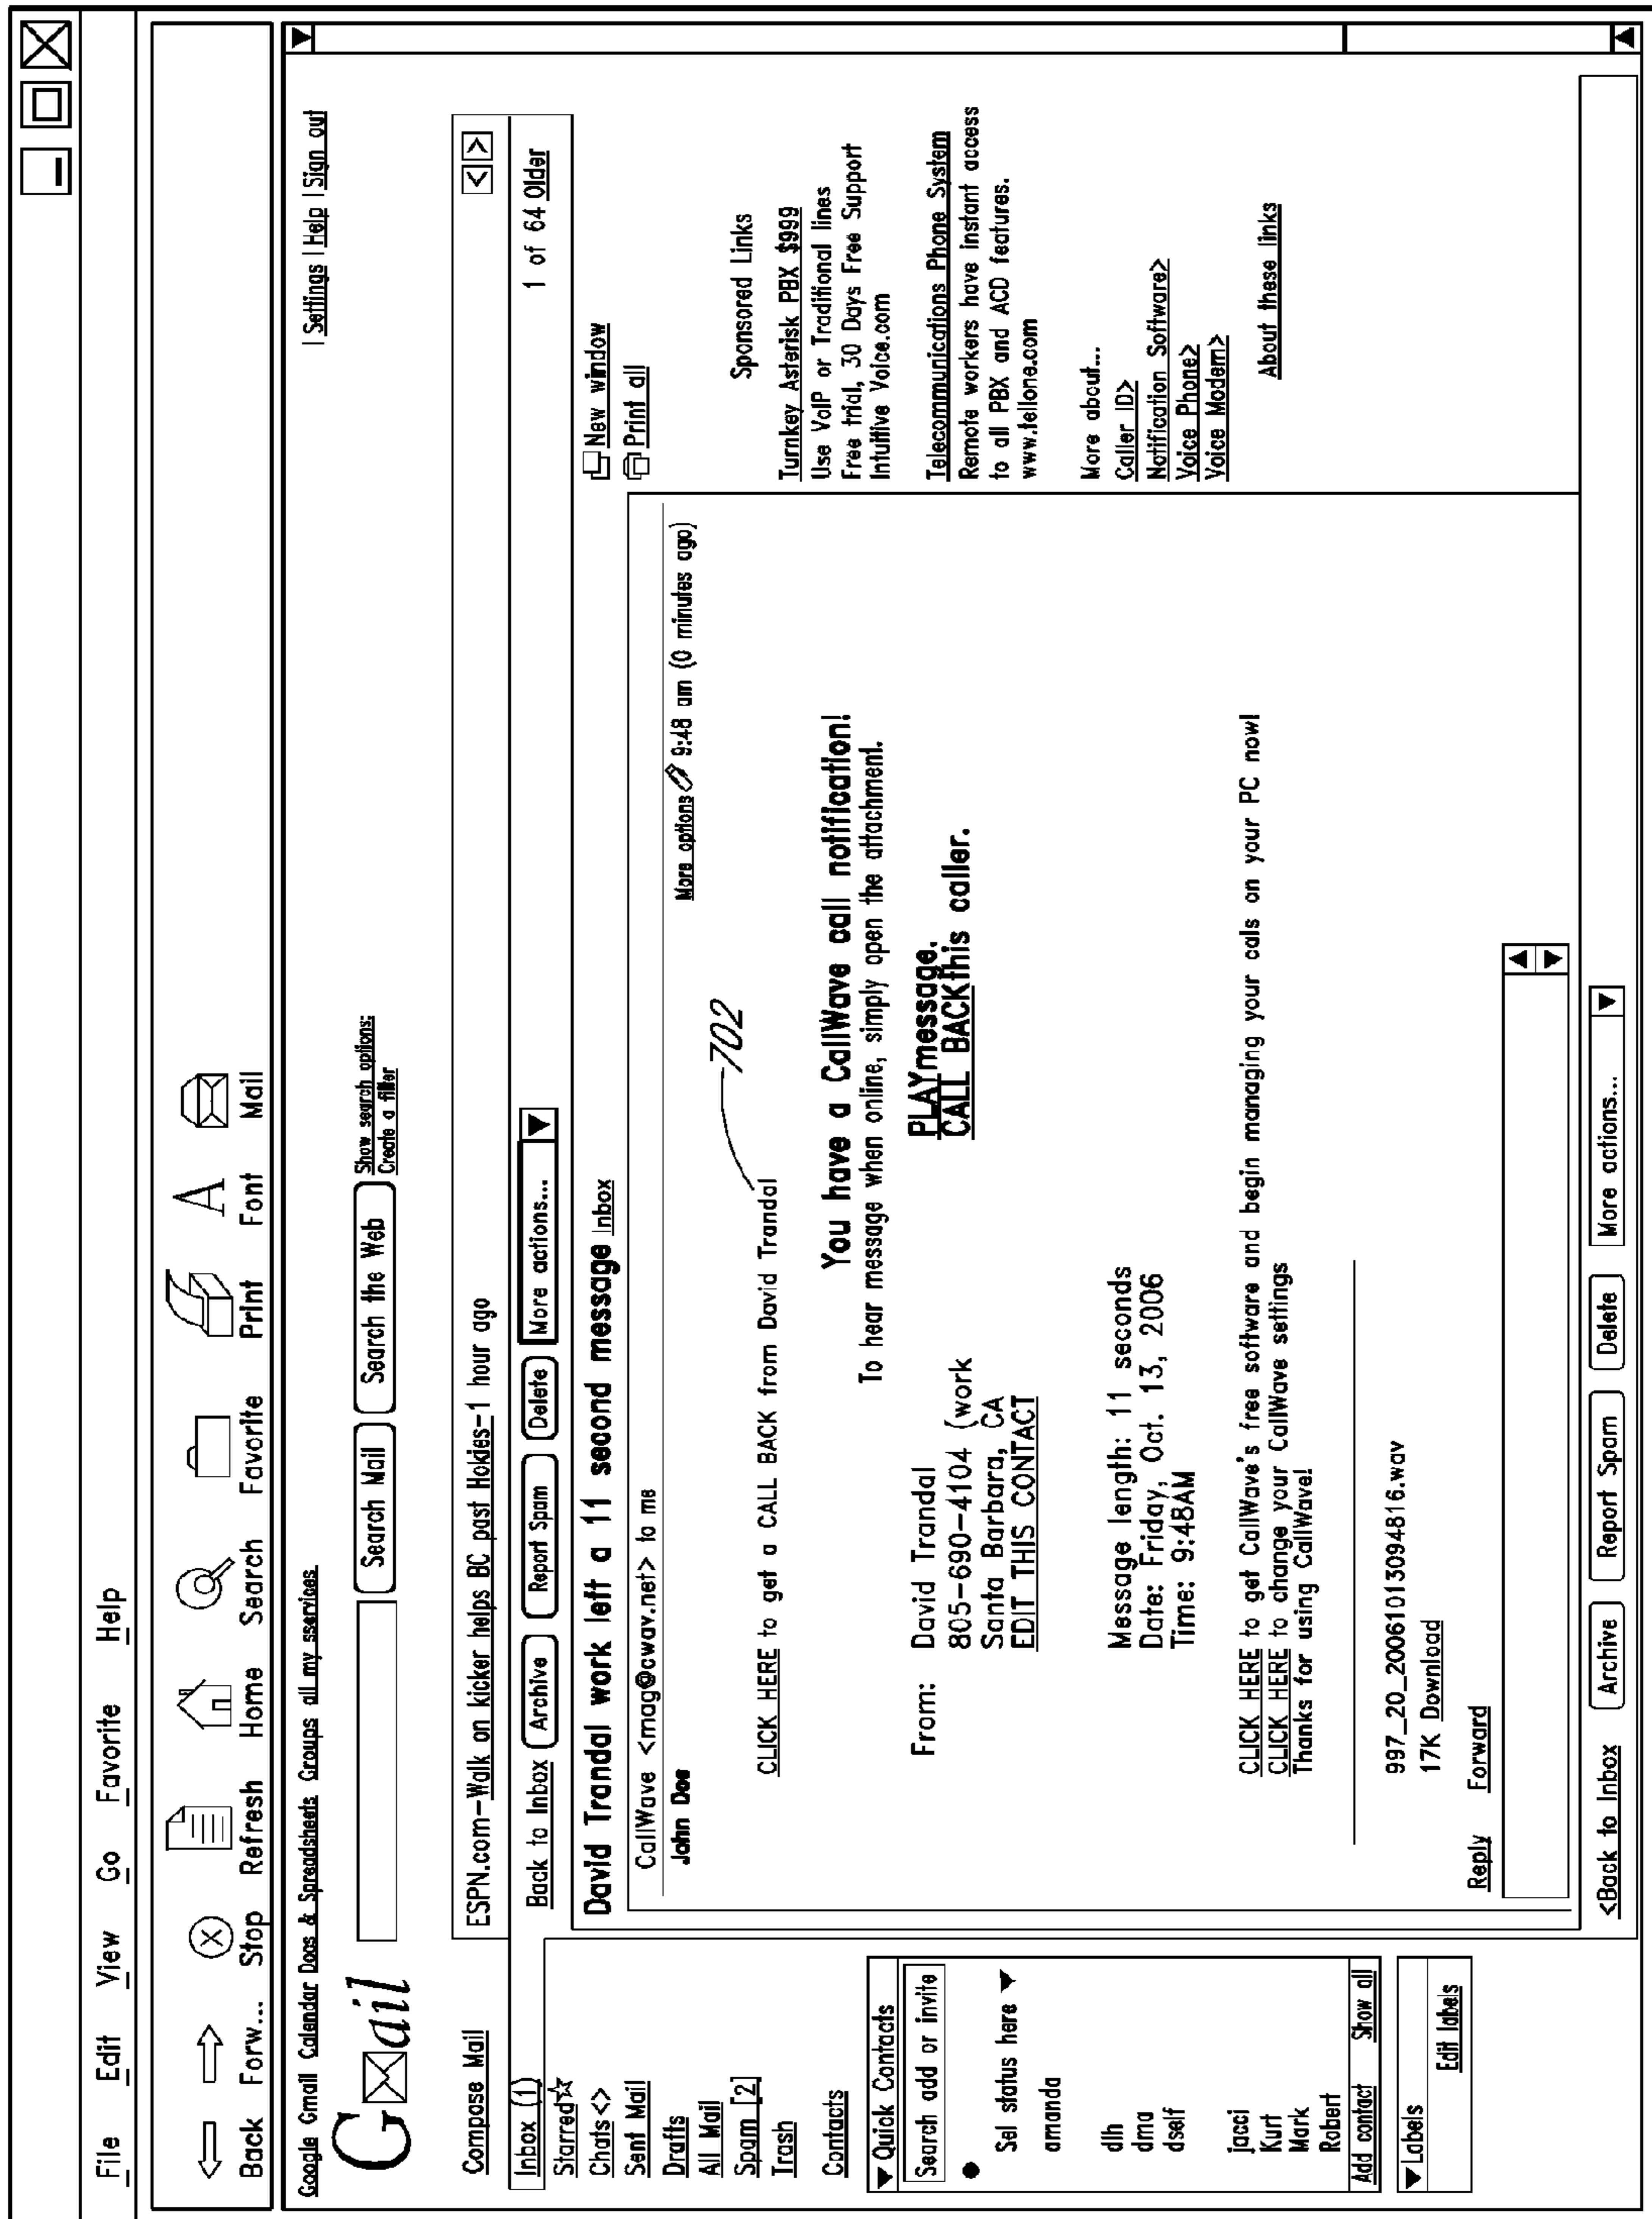 File Edit View Go Favorite Help
Back Forw... Stop Refresh Home Search Favorite Print Font Mail
Google Gmail Calendar Docs & Spreadsheets Groups all my sservices
| Settings | Help | Sign out
G ail
Search Mail
Search the Web
Show search options:
Create a filter
Compose Mail
Inbox (1)
Starred
Chats<>
Sent Mail
Drafts
All Mail
Spam [2]
Trash
Contacts
Quick Contacts
Search add or invite
Sel status here
amanda
dlh
dma
dself
jacci
Kurt
Mark
Robert
Add contact Show all
Labels
Edit labels
ESPN.com-Walk on kicker helps BC past Hokies-1 hour ago
< >
Back to Inbox Archive Report Spam Delete More actions...
1 of 64 Older
David Trandal work left a 11 second message Inbox
CallWave <mag@cwav.net> to me
John Doe
More options 9:48 am (0 minutes ago)
702
CLICK HERE to get a CALL BACK from David Trandal
You have a CallWave call notification!
To hear message when online, simply open the attachment.
PLAYmessage.
CALL BACKthis caller.
From: David Trandal
805-690-4104 (work
Santa Barbara, CA
EDIT THIS CONTACT
Message length: 11 seconds
Date: Friday, Oct. 13, 2006
Time: 9:48AM
CLICK HERE to get CallWave's free software and begin managing your cals on your PC now!
CLICK HERE to change your CallWave settings
Thanks for using CallWave!
997_20_20061013094816.wav
17K Download
Reply Forward
<Back to Inbox Archive Report Spam Delete More actions...
New window
Print all
Sponsored Links
Turnkey Asterisk PBX $999
Use VoIP or Traditional lines
Free trial, 30 Days Free Support
Intuitive Voice.com
Telecommunications Phone System
Remote workers have instant access
to all PBX and ACD features.
www.tellone.com
More about...
Caller ID>
Notification Software>
Voice Phone>
Voice Modem>
About these links